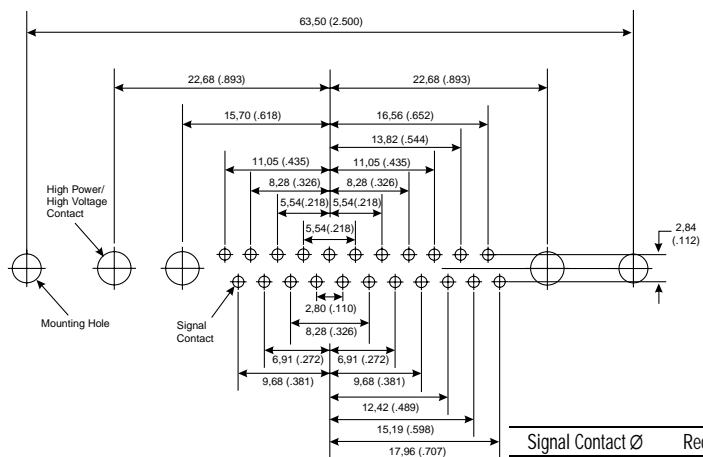 63,50 (2.500)
22,68 (.893) 22,68 (.893)
15,70 (.618) 16,56 (.652)
13,82 (.544)
11,05 (.435) 11,05 (.435)
8,28 (.326) 8,28 (.326)
5,54(.218) 5,54(.218)
5,54(.218)
High Power/
High Voltage
Contact
2,84
(.112)
Mounting Hole
Signal
Contact
2,80 (.110)
8,28 (.326)
6,91 (.272) 6,91 (.272)
9,68 (.381) 9,68 (.381)
12,42 (.489)
15,19 (.598)
17,96 (.707)
Signal Contact Ø Rec